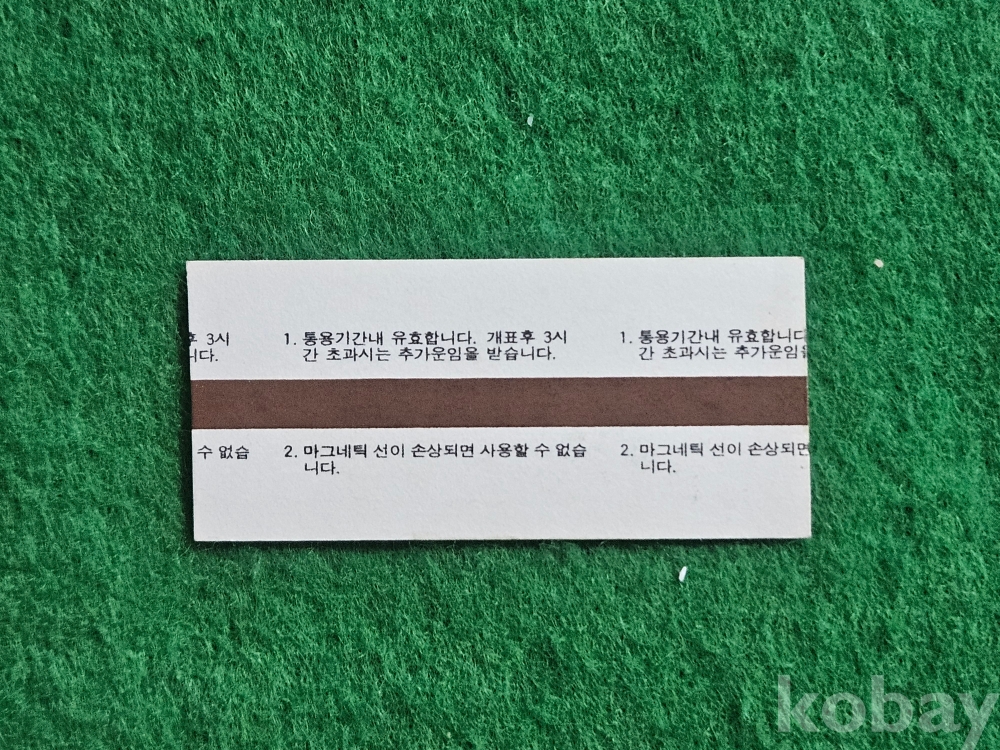 후 3시 1. 통용기간내 유효합니다. 개표후 3시 1. 통용기간내 유효합니다
니다. 간 초과시는 추가운임을 받습니다. 간 초과시는 추가운임을
수 없습 2. 마그네틱 선이 손상되면 사용할 수 없습 2. 마그네틱 선이 손상되면
니다. 니다.
kobay